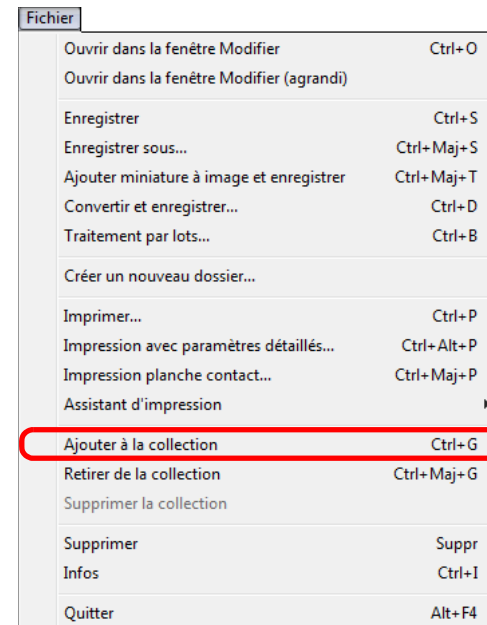 Fichier
Ouvrir dans la fenêtre Modifier Ctrl+O
Ouvrir dans la fenêtre Modifier (agrandi)
Enregistrer Ctrl+S
Enregistrer sous... Ctrl+Maj+S
Ajouter miniature à image et enregistrer Ctrl+Maj+T
Convertir et enregistrer... Ctrl+D
Traitement par lots... Ctrl+B
Créer un nouveau dossier...
Imprimer... Ctrl+P
Impression avec paramètres détaillés... Ctrl+Alt+P
Impression planche contact... Ctrl+Maj+P
Assistant d'impression
Ajouter à la collection Ctrl+G
Retirer de la collection Ctrl+Maj+G
Supprimer la collection
Supprimer Suppr
Infos Ctrl+I
Quitter Alt+F4